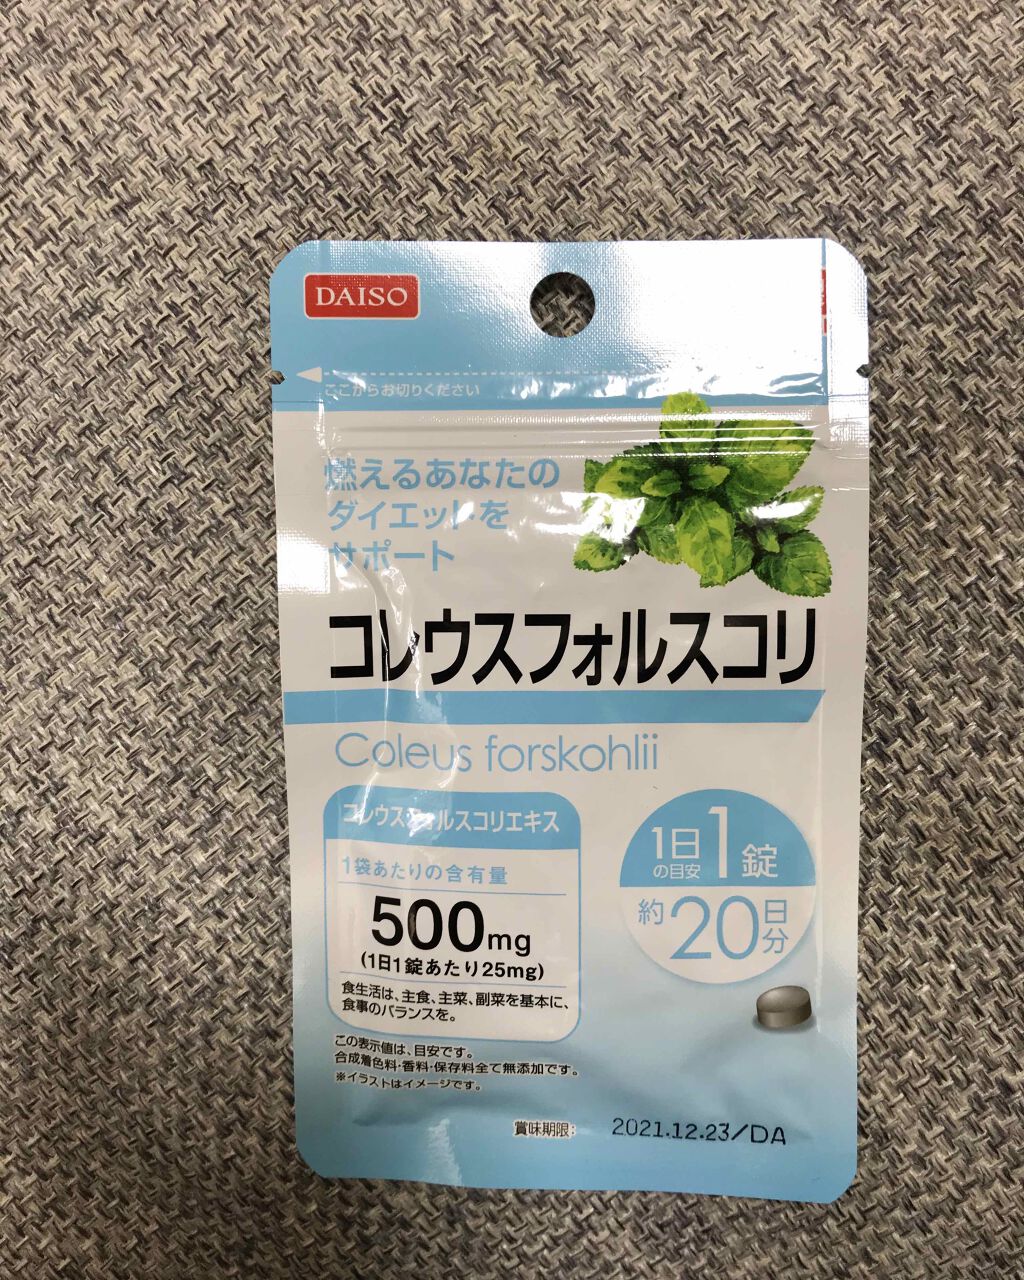 DAISO
ここからお切りください
燃えるあなたの
ダイエットを
サポート
コレウスフォルスコリ
Coleus forskohlii
コレウスフォルスコリエキス
1袋あたりの含有量
500mg
(1日1錠あたり25mg)
食生活は、主食、主菜、副菜を基本に、
食事のバランスを。
1日
の目安
1錠
約20日分
この表示値は、目安です。
合成着色料・香料・保存料全て無添加です。
※イラストはイメージです。
賞味期限: 2021.12.23/DA